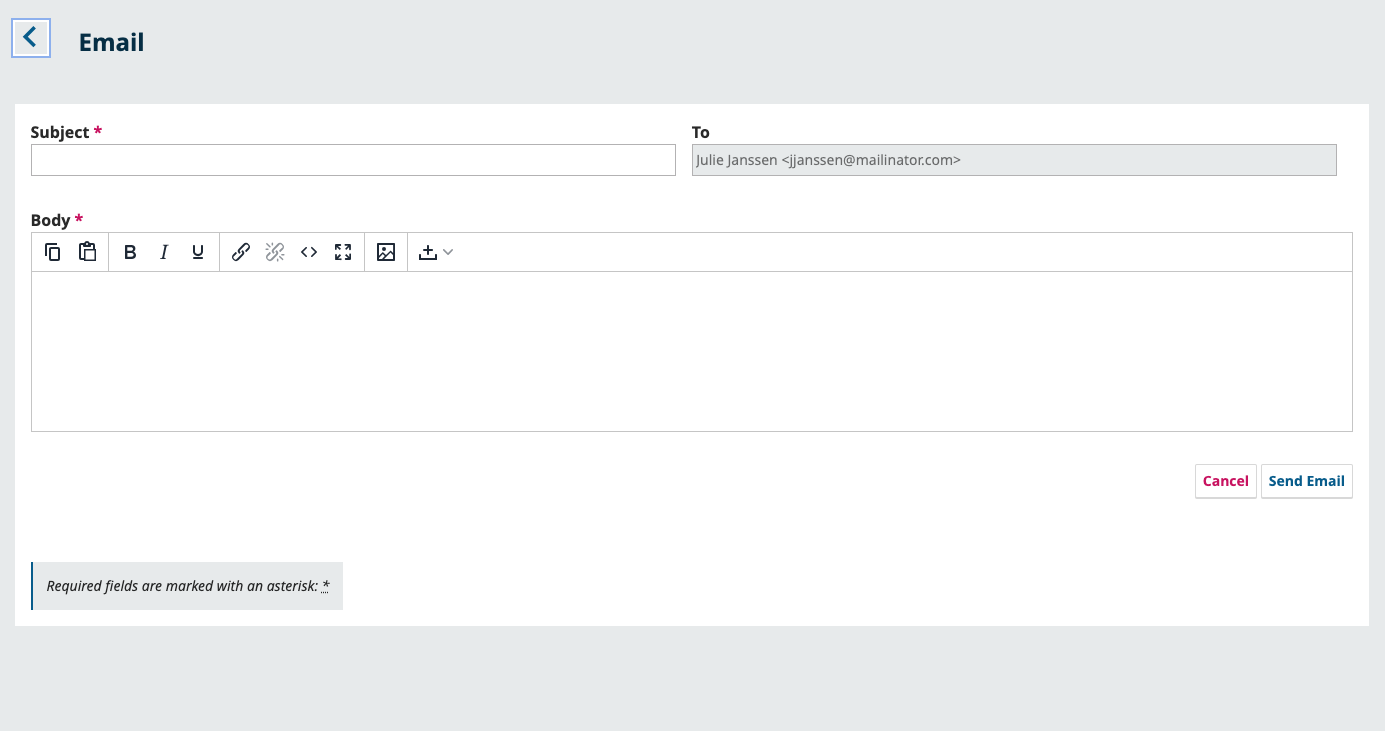 Email
Subject *
To
Julie Janssen <jjanssen@mailinator.com>
Body *
B I U
Cancel
Send Email
Required fields are marked with an asterisk: *